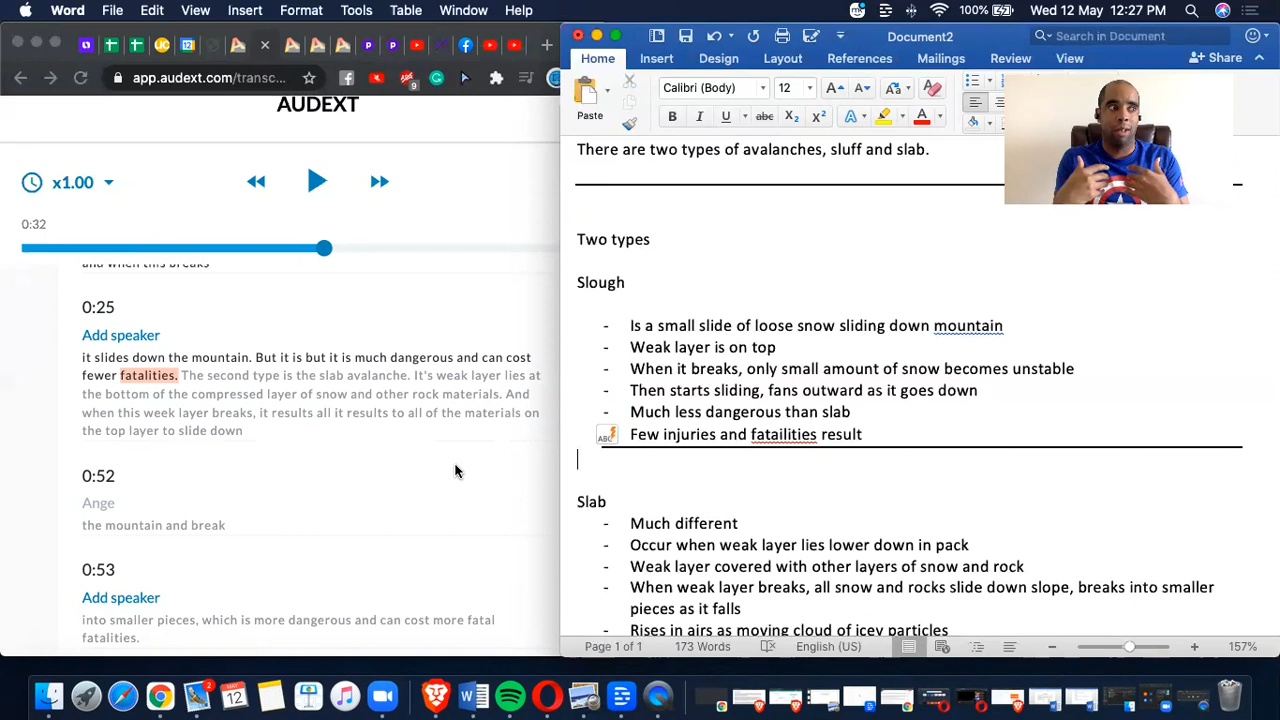 Word File Edit View Insert Format Tools Table Window Help 100% Wed 12 May 12:27 PM
Document2
Search in Document
app.audext.com/transc...
Home Insert Design Layout References Mailings Review View Share
Paste Calibri (Body) 12
B I U abc X₂ X² A A
AUDEXT
x1.00
0:32
and when this breaks
0:25
Add speaker
it slides down the mountain. But it is but it is much dangerous and can cost
fewer fatalities. The second type is the slab avalanche. It's weak layer lies at
the bottom of the compressed layer of snow and other rock materials. And
when this week layer breaks, it results all it results to all of the materials on
the top layer to slide down
0:52
Ange
the mountain and break
0:53
Add speaker
into smaller pieces, which is more dangerous and can cost more fatal
fatalities.
There are two types of avalanches, sluff and slab.
Two types
Slough
- Is a small slide of loose snow sliding down mountain
- Weak layer is on top
- When it breaks, only small amount of snow becomes unstable
- Then starts sliding, fans outward as it goes down
- Much less dangerous than slab
- Few injuries and fatailities result
Slab
- Much different
- Occur when weak layer lies lower down in pack
- Weak layer covered with other layers of snow and rock
- When weak layer breaks, all snow and rocks slide down slope, breaks into smaller
pieces as it falls
- Rises in airs as moving cloud of icey particles
Page 1 of 1 173 Words English (US) 157%